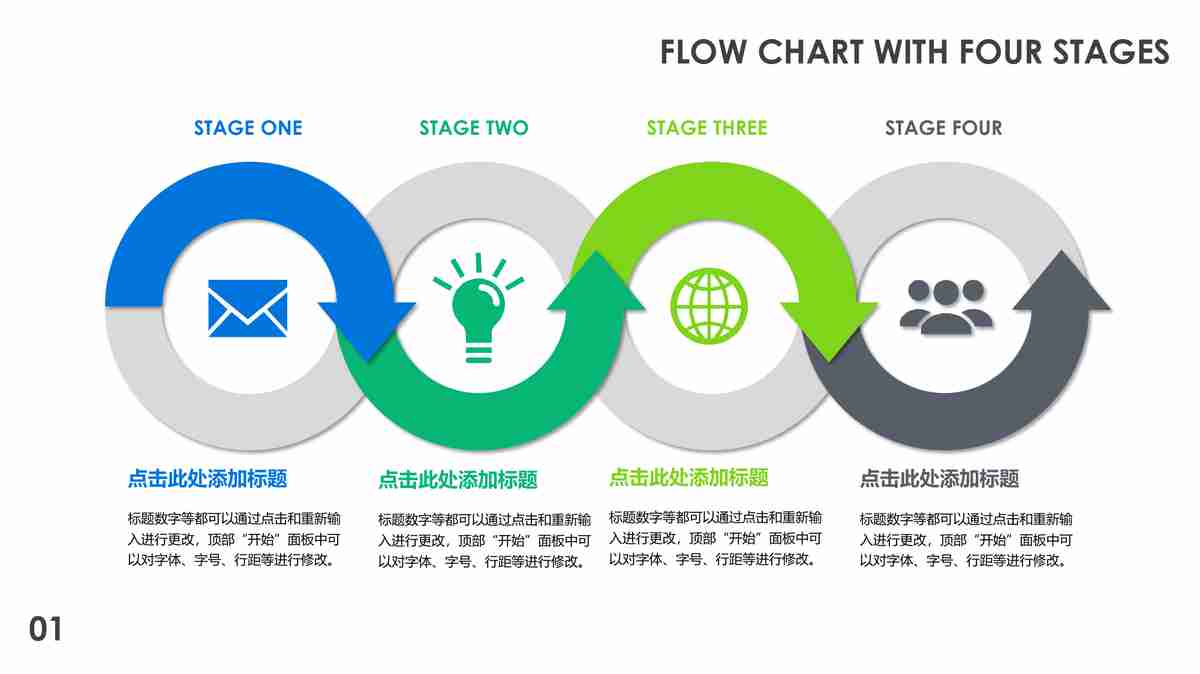 FLOW CHART WITH FOUR STAGES
STAGE ONE
STAGE TWO
STAGE THREE
STAGE FOUR
点击此处添加标题
标题数字等都可以通过点击和重新输
入进行更改，顶部“开始”面板中可
以对字体、字号、行距等进行修改。
点击此处添加标题
标题数字等都可以通过点击和重新输
入进行更改，顶部“开始”面板中可
以对字体、字号、行距等进行修改。
点击此处添加标题
标题数字等都可以通过点击和重新输
入进行更改，顶部“开始”面板中可
以对字体、字号、行距等进行修改。
点击此处添加标题
标题数字等都可以通过点击和重新输
入进行更改，顶部“开始”面板中可
以对字体、字号、行距等进行修改。
01